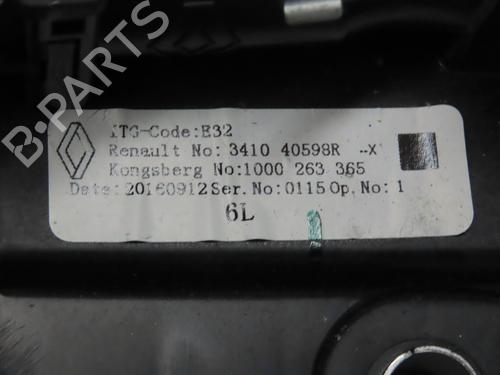 ITG-Code:E32
Renault No: 3410 40598R --X
Kongsberg No:1000 263 365
Date: 20160912 Ser. No:0115 Op. No: 1
6L
B-PARTS